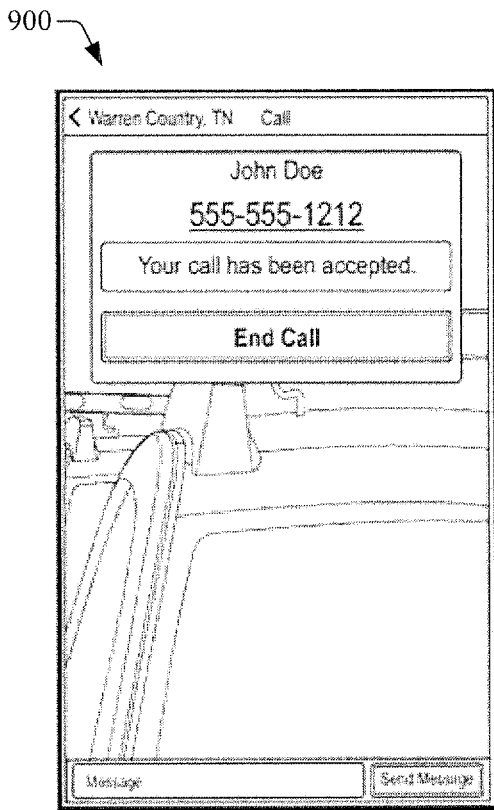 900
< Warren Country, TN Call
John Doe
555-555-1212
Your call has been accepted.
End Call
Message Send Message